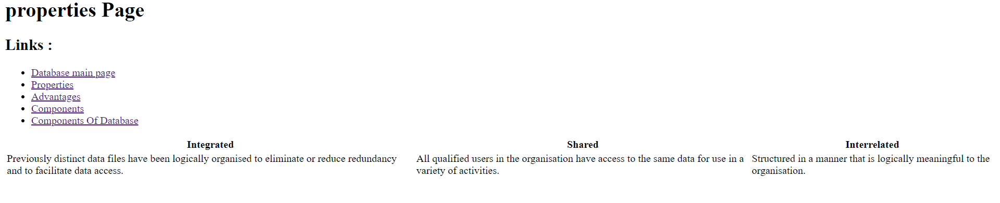 properties Page
Links :
Database main page
Properties
Advantages
Components
Components Of Database
Integrated
Shared
Interrelated
Previously distinct data files have been logically organised to eliminate or reduce redundancy
and to facilitate data access.
All qualified users in the organisation have access to the same data for use in a
variety of activities.
Structured in a manner that is logically meaningful to the
organisation.